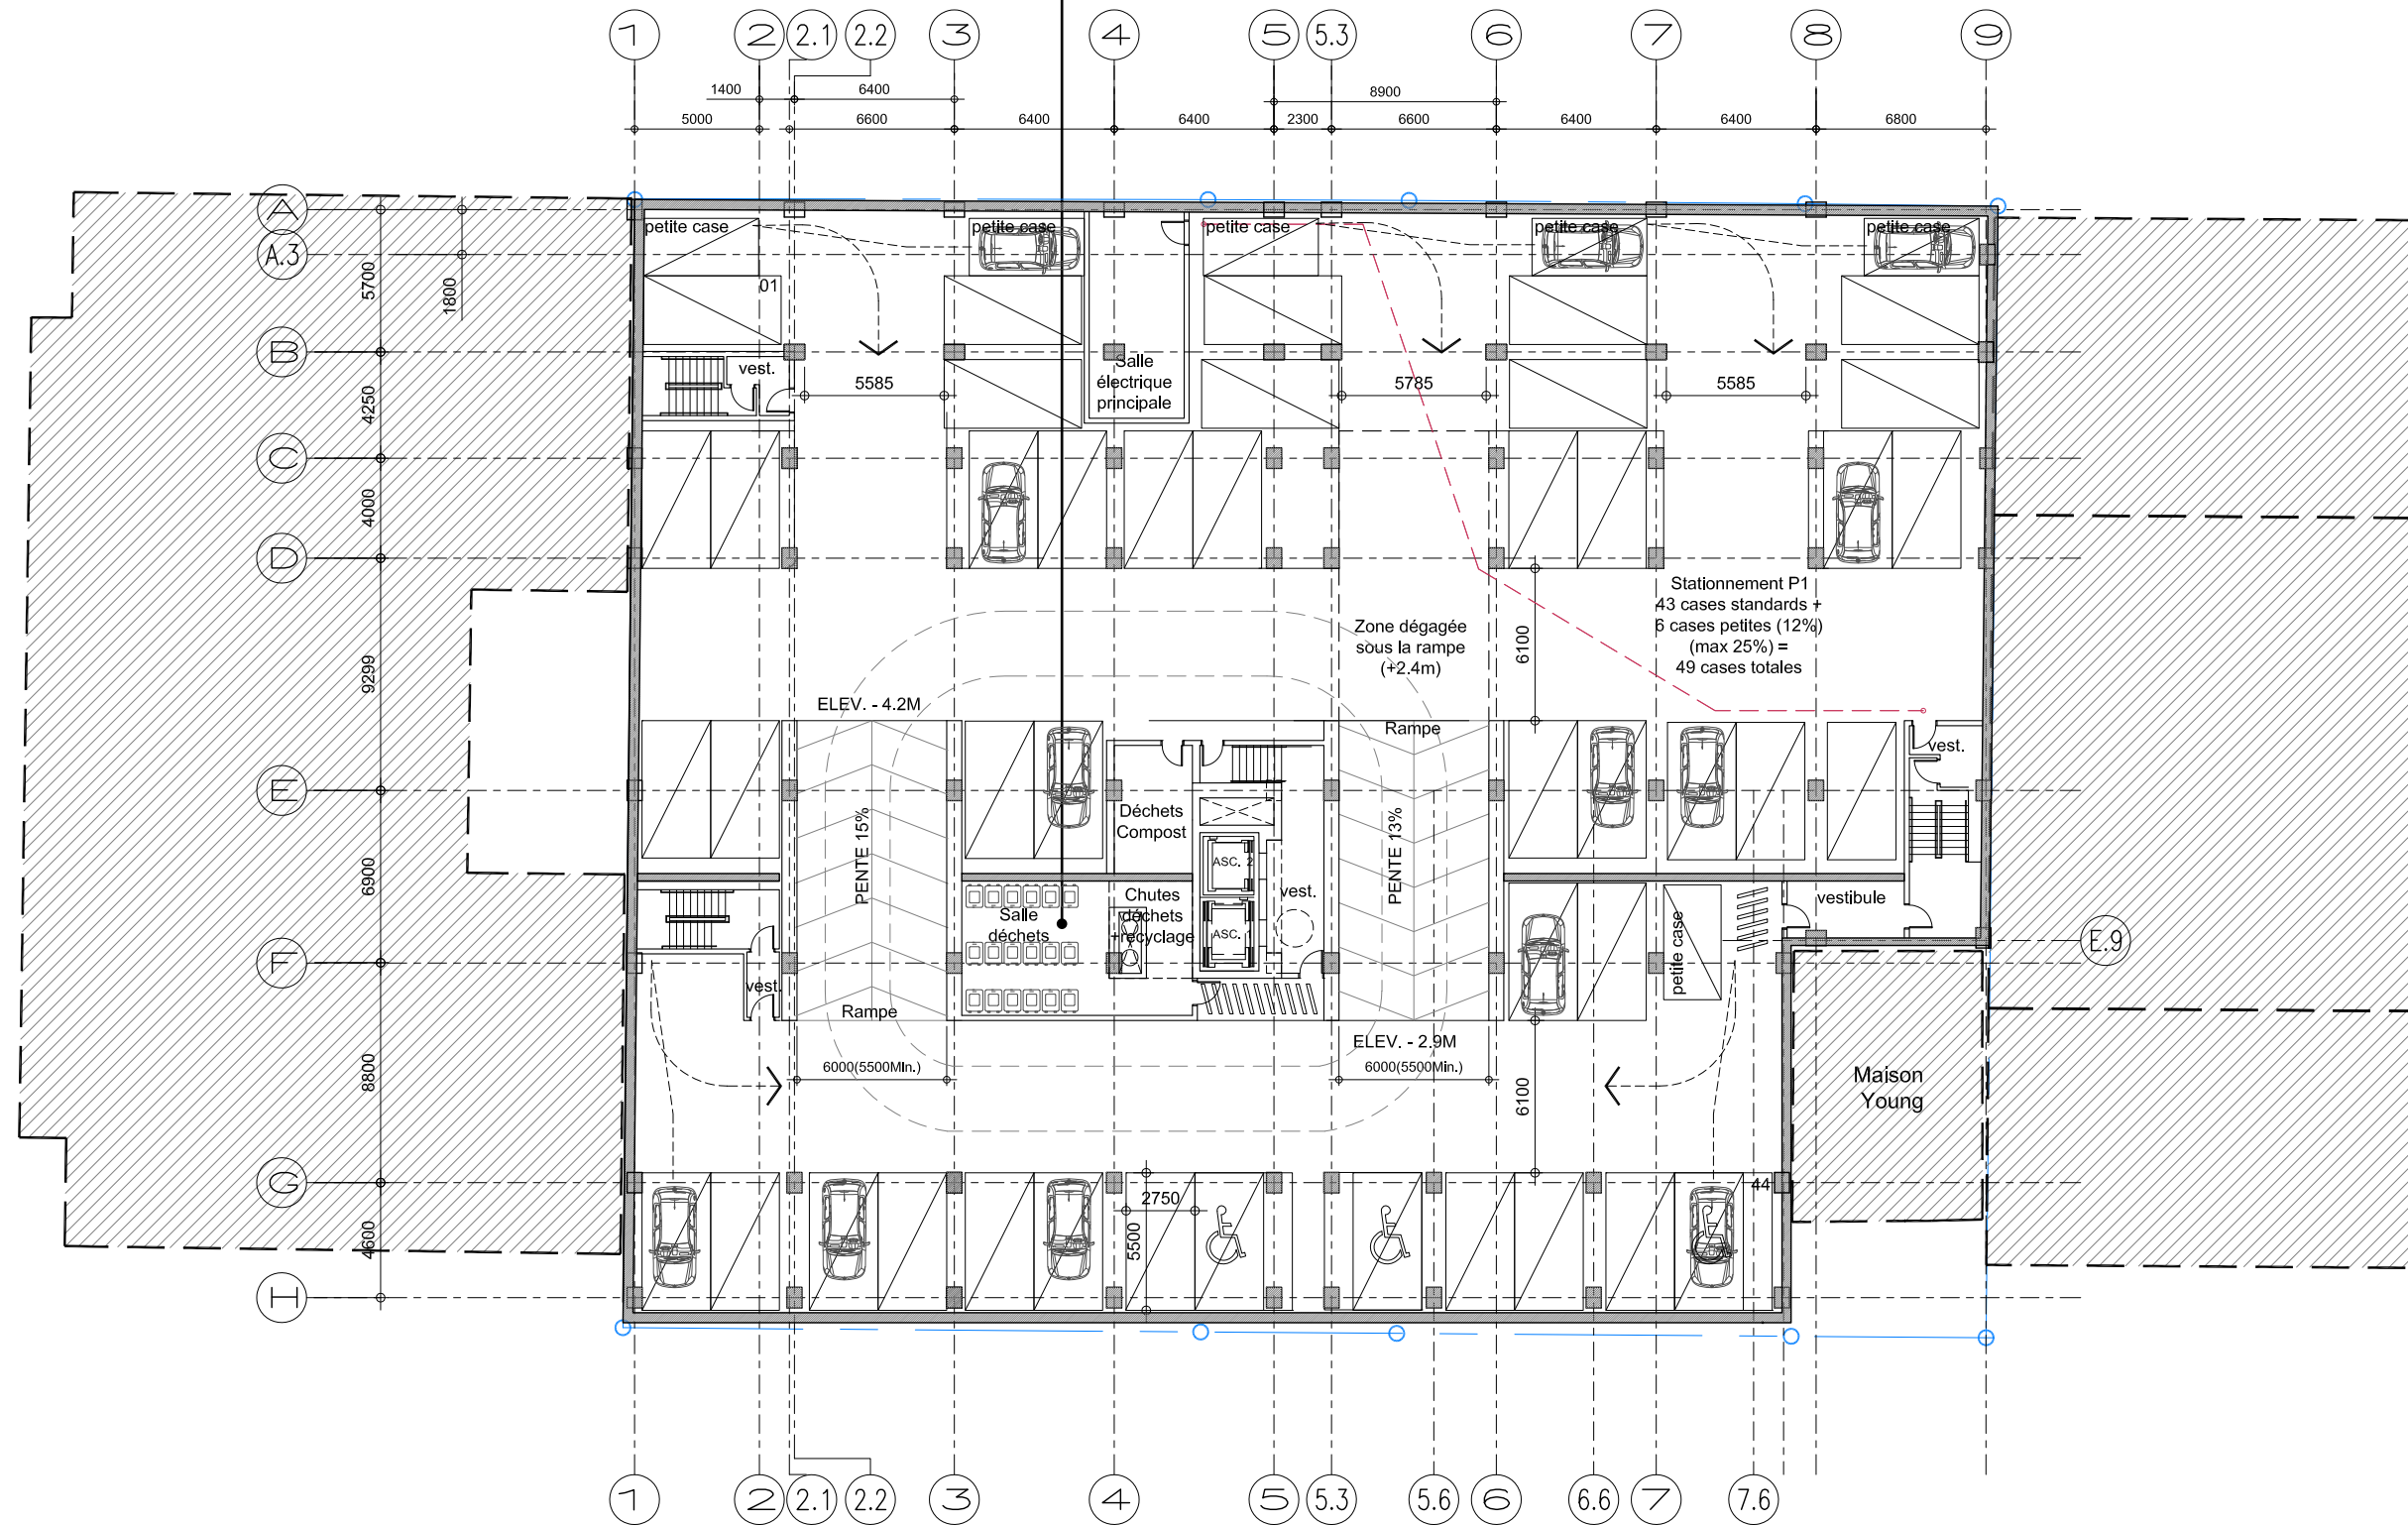 1
2
2.1
2.2
3
4
5
5.3
6
7
8
9
1400
6400
8900
5000
6600
6400
6400
2300
6600
6400
6400
6800
A
A.3
B
C
D
E
F
G
H
5700
1800
4250
4000
9299
6900
8800
4600
petite case
petite case
petite case
petite case
petite case
01
vest.
5585
Salle
électrique
principale
5785
5585
Stationnement P1
43 cases standards +
6 cases petites (12%)
(max 25%) =
49 cases totales
Zone dégagée
sous la rampe
(+2.4m)
6100
ELEV. - 4.2M
Rampe
vest.
PENTE 15%
Déchets
Compost
PENTE 13%
ASC. 2
Salle
déchets
Chutes
déchets
+recyclage
ASC. 1
vest.
petite case
vestibule
E.9
vest.
Rampe
ELEV. - 2.9M
6000(5500MIn.)
6000(5500MIn.)
6100
Maison
Young
2750
5500
44
1
2
2.1
2.2
3
4
5
5.3
5.6
6
6.6
7
7.6